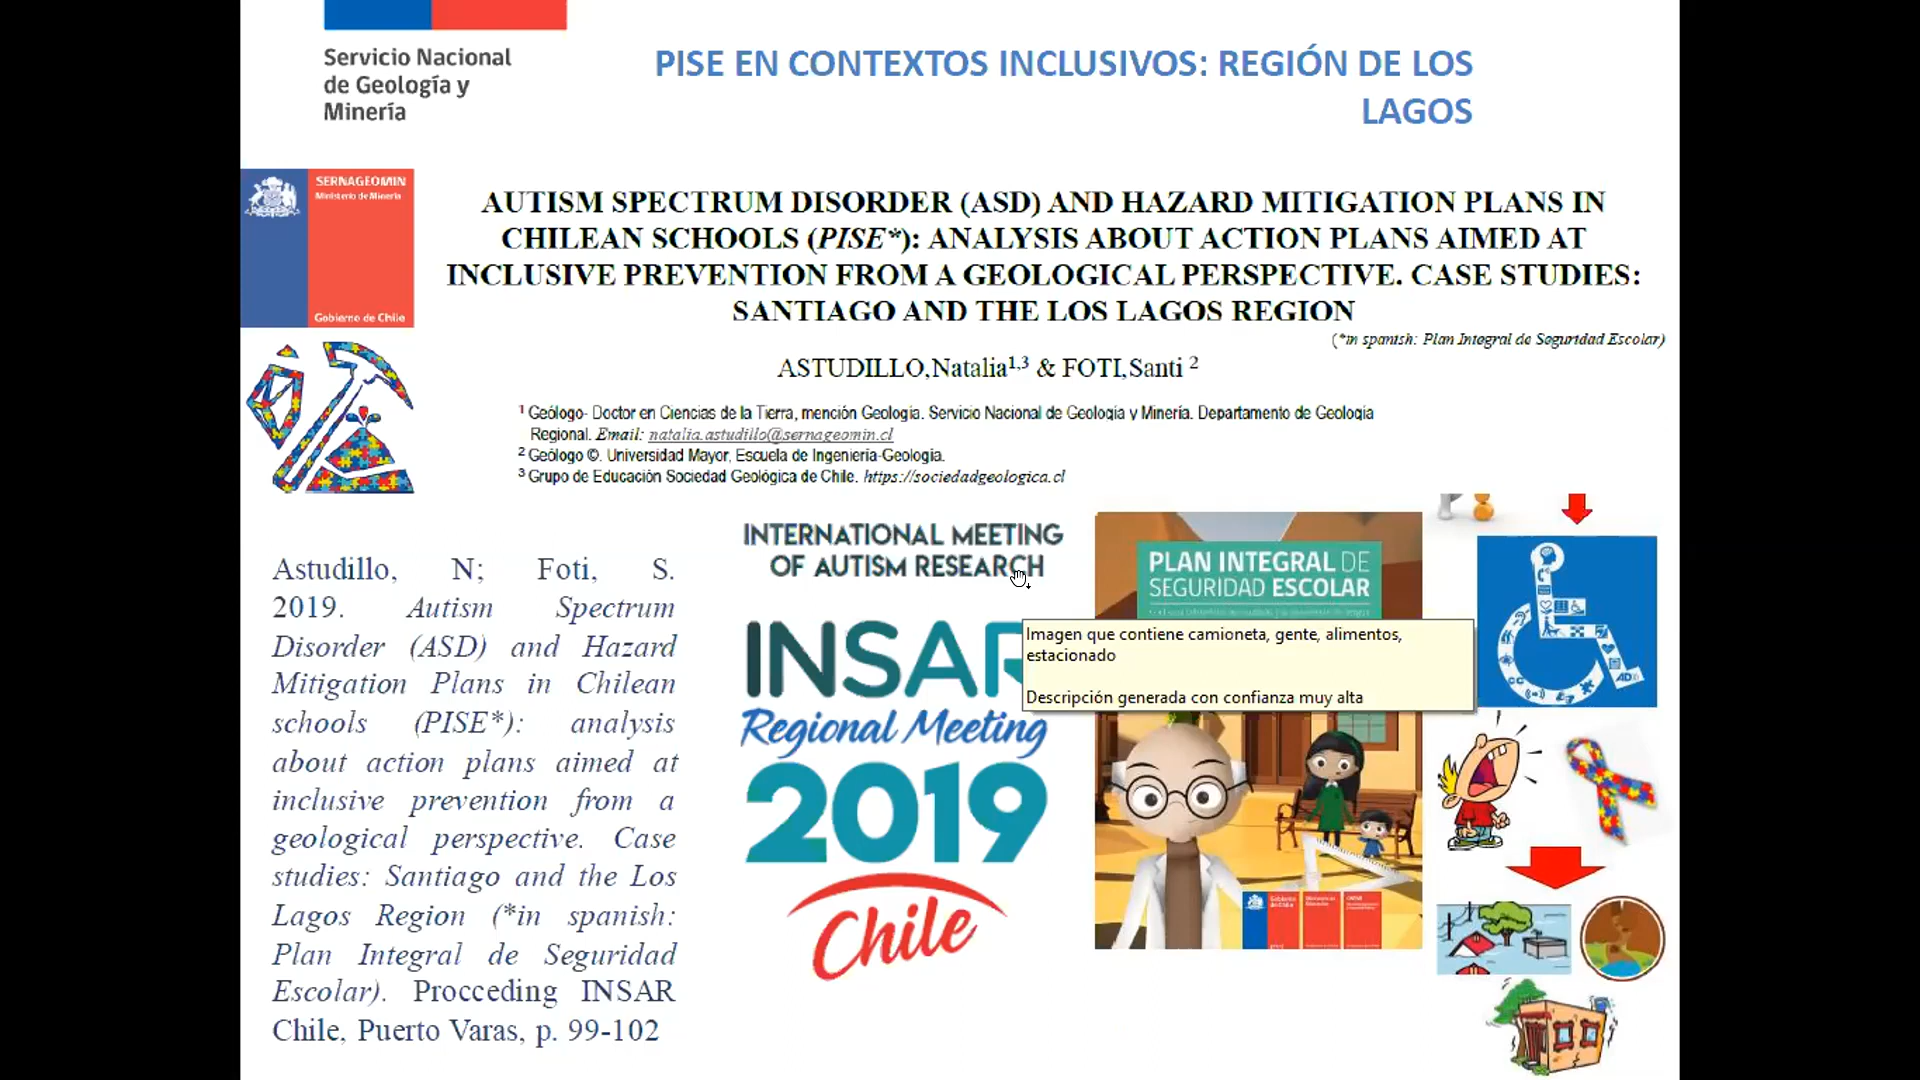 Servicio Nacional
de Geología y
Minería
PISE EN CONTEXTOS INCLUSIVOS: REGIÓN DE LOS
LAGOS
SERNAGEOMIN
Ministerio de Minería
Gobierno de Chile
AUTISM SPECTRUM DISORDER (ASD) AND HAZARD MITIGATION PLANS IN
CHILEAN SCHOOLS (PISE*): ANALYSIS ABOUT ACTION PLANS AIMED AT
INCLUSIVE PREVENTION FROM A GEOLOGICAL PERSPECTIVE. CASE STUDIES:
SANTIAGO AND THE LOS LAGOS REGION
(*in spanish: Plan Integral de Seguridad Escolar)
ASTUDILLO,Natalia1,3 & FOTI,Santi 2
1 Geólogo- Doctor en Ciencias de la Tierra, mención Geología. Servicio Nacional de Geología y Minería. Departamento de Geología
Regional. Email: natalia.astudillo@sernageomin.cl
2 Geólogo ©. Universidad Mayor, Escuela de Ingeniería-Geología.
3 Grupo de Educación Sociedad Geológica de Chile. https://sociedadgeologica.cl
Astudillo, N; Foti, S.
2019. Autism Spectrum
Disorder (ASD) and Hazard
Mitigation Plans in Chilean
schools (PISE*): analysis
about action plans aimed at
inclusive prevention from a
geological perspective. Case
studies: Santiago and the Los
Lagos Region (*in spanish:
Plan Integral de Seguridad
Escolar). Procceding INSAR
Chile, Puerto Varas, p. 99-102
INTERNATIONAL MEETING
OF AUTISM RESEARCH
INSAR
Regional Meeting
2019
Chile
PLAN INTEGRAL DE
SEGURIDAD ESCOLAR
Imagen que contiene camioneta, gente, alimentos,
estacionado
Descripción generada con confianza muy alta